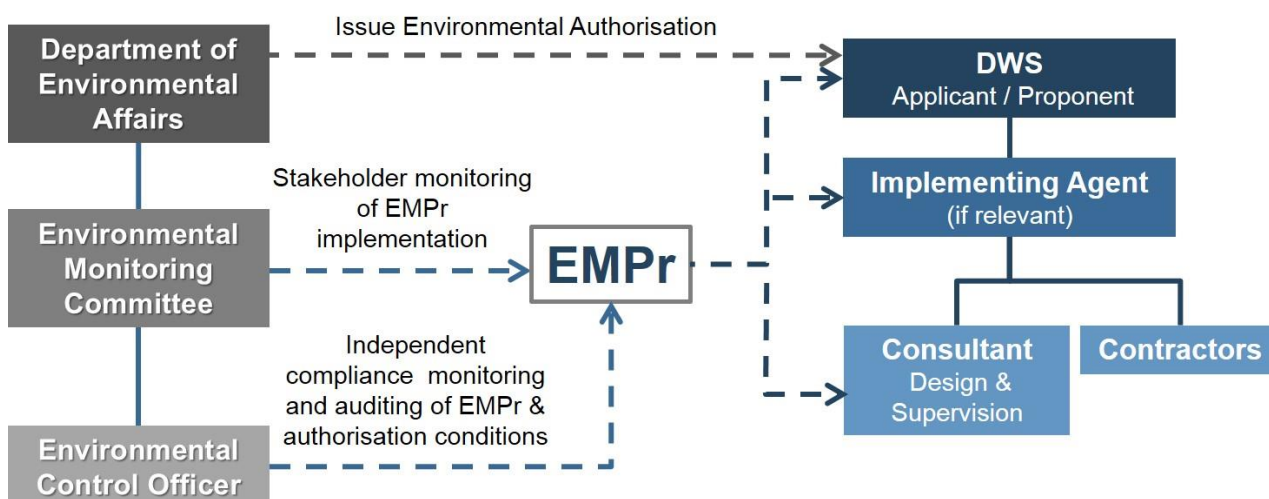 Issue Environmental Authorisation
Department of
Environmental
Affairs
DWS
Applicant / Proponent
Stakeholder monitoring
of EMPr
implementation
Implementing Agent
(if relevant)
Environmental
Monitoring
Committee
EMPr
Independent
compliance monitoring
and auditing of EMPr &
authorisation conditions
Consultant
Design &
Supervision
Contractors
Environmental
Control Officer